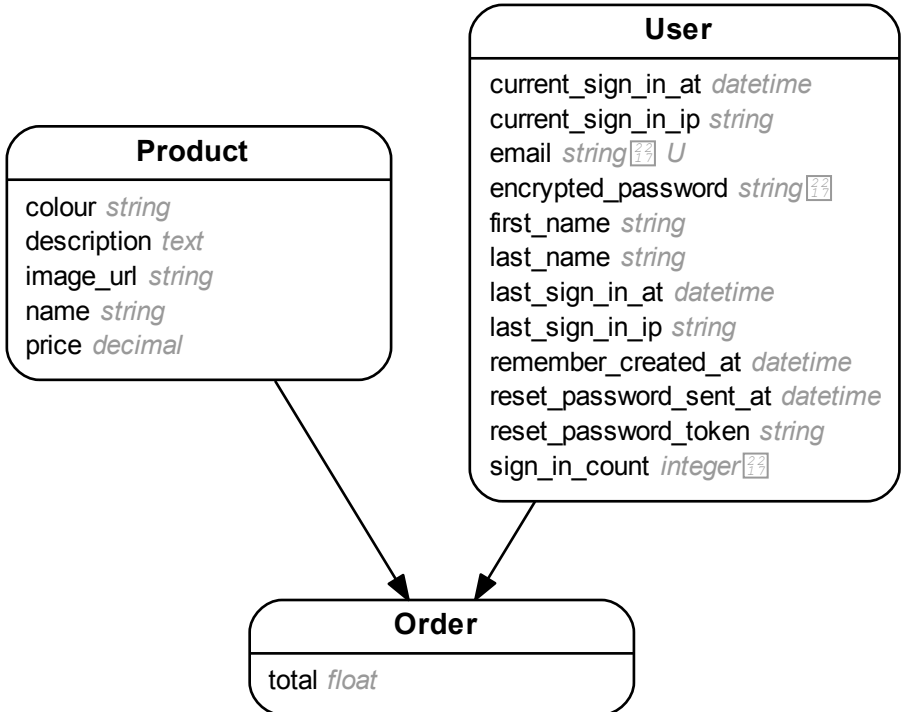 User
current_sign_in_at datetime
current_sign_in_ip string
email string∗ U
encrypted_password string∗
first_name string
last_name string
last_sign_in_at datetime
last_sign_in_ip string
remember_created_at datetime
reset_password_sent_at datetime
reset_password_token string
sign_in_count integer∗
Product
colour string
description text
image_url string
name string
price decimal
Order
total float